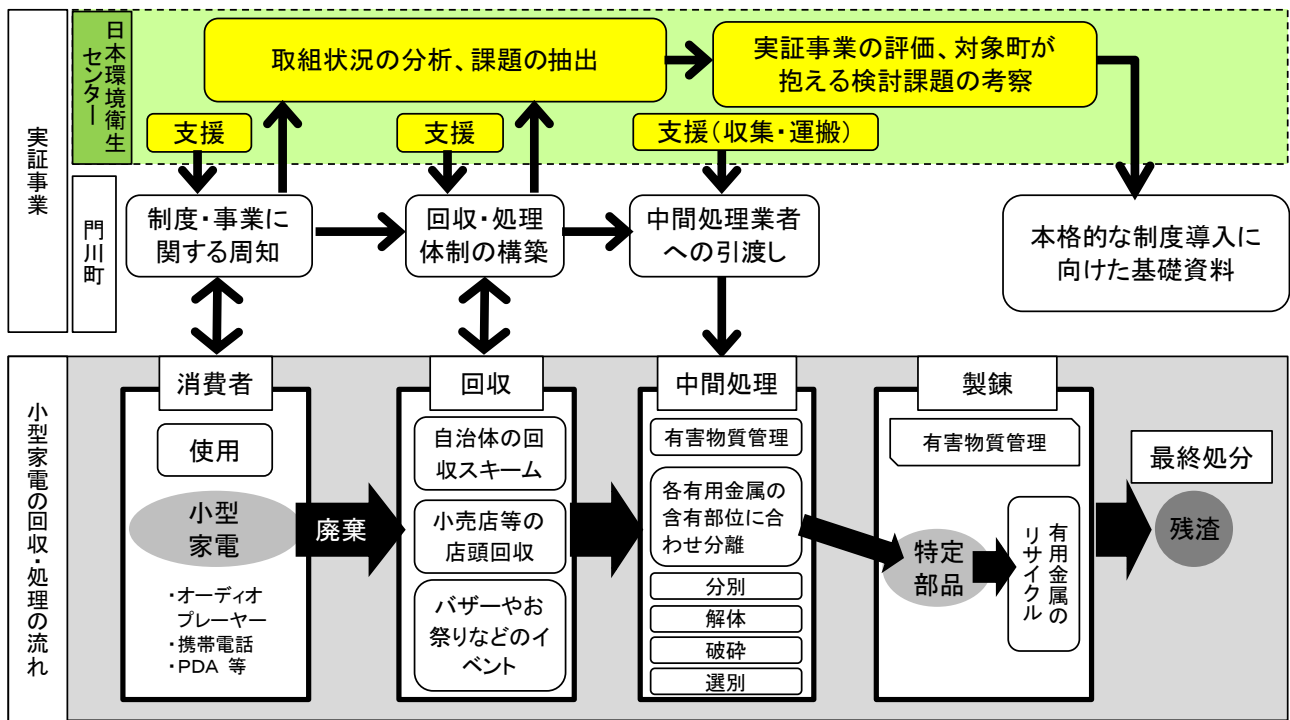 実証事業
日本環境衛生
センター
取組状況の分析、課題の抽出
実証事業の評価、対象町が
抱える検討課題の考察
支援
支援
支援(収集・運搬)
門川町
制度・事業に
関する周知
回収・処理
体制の構築
中間処理業者
への引渡し
本格的な制度導入に
向けた基礎資料
小型家電の回収・処理の流れ
消費者
使用
小型
家電
・オーディオ
プレーヤー
・携帯電話
・PDA 等
廃棄
回収
自治体の回
収スキーム
小売店等の
店頭回収
バザーやお
祭りなどのイ
ベント
中間処理
有害物質管理
各有用金属の
含有部位に合
わせ分離
分別
解体
破砕
選別
製錬
有害物質管理
特定
部品
有用金属の
リサイクル
最終処分
残渣